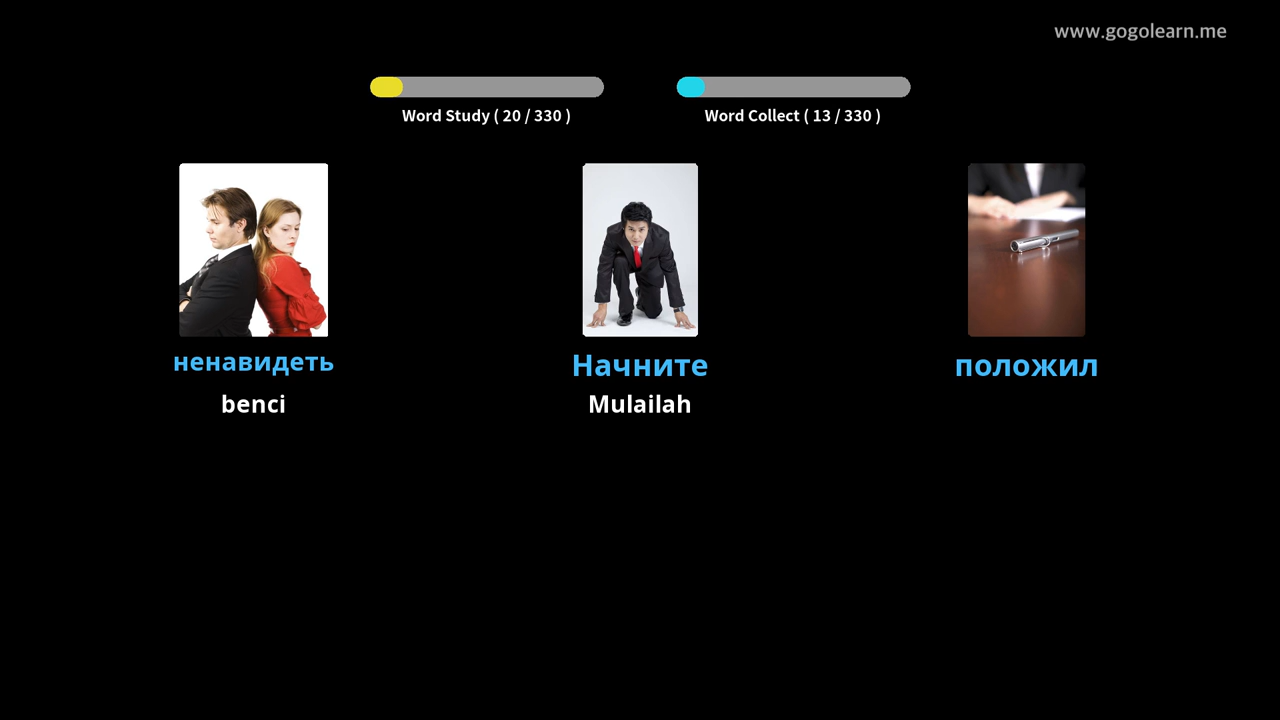 www.gogolearn.me
Word Study ( 20 / 330 )
Word Collect ( 13 / 330 )
ненавидеть
Начните
положил
benci
Mulailah